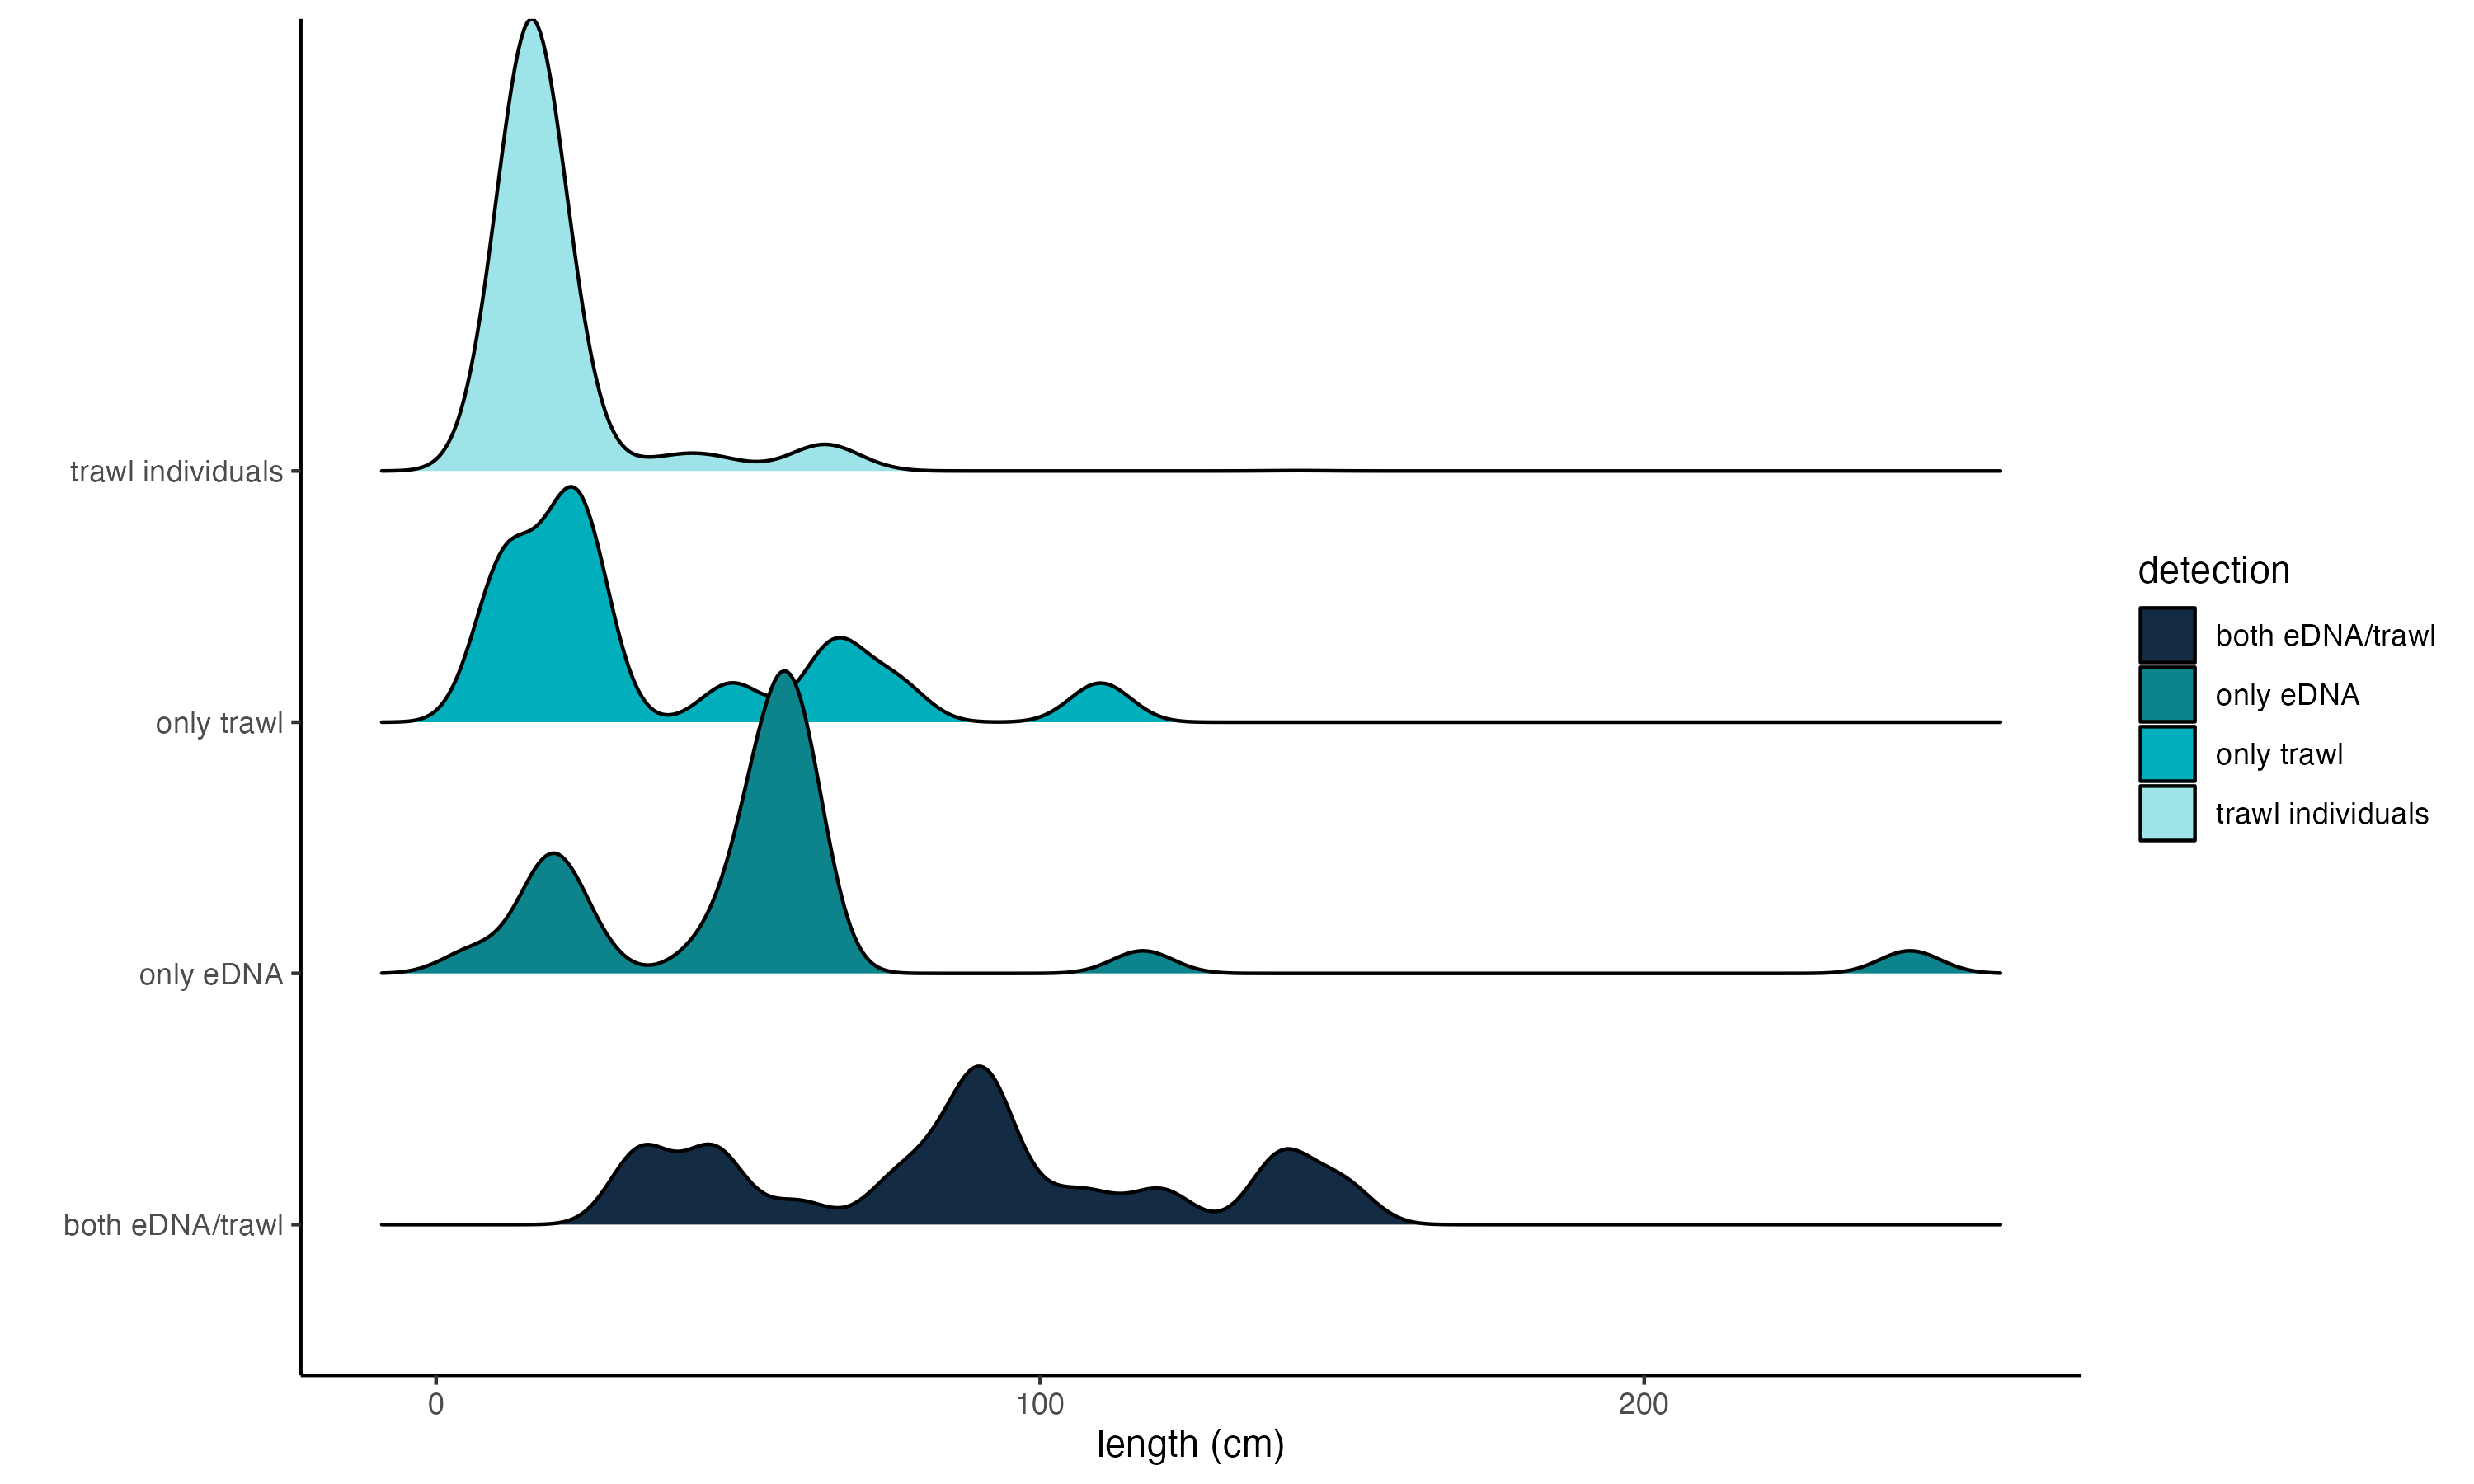 trawl individuals
only trawl
only eDNA
both eDNA/trawl
0
100
200
length (cm)
detection
both eDNA/trawl
only eDNA
only trawl
trawl individuals